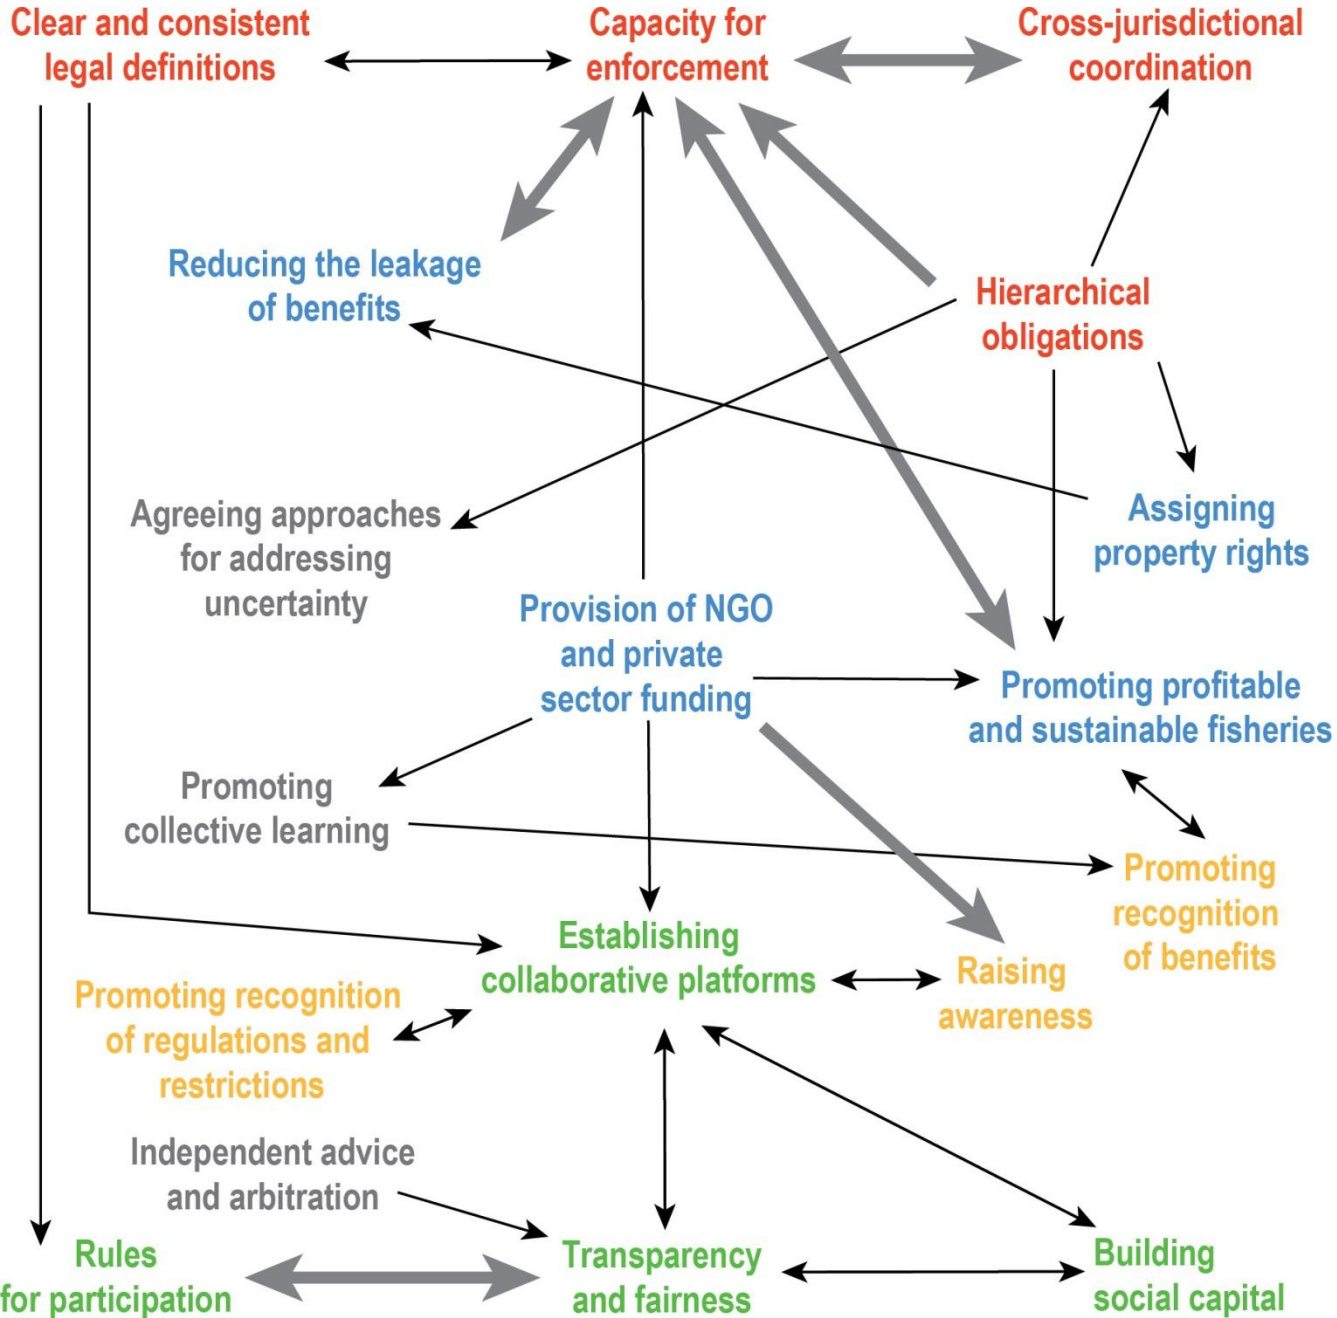 Clear and consistent
legal definitions
Capacity for
enforcement
Cross-jurisdictional
coordination
Reducing the leakage
of benefits
Hierarchical
obligations
Agreeing approaches
for addressing
uncertainty
Assigning
property rights
Provision of NGO
and private
sector funding
Promoting profitable
and sustainable fisheries
Promoting
collective learning
Promoting
recognition
of benefits
Establishing
collaborative platforms
Raising
awareness
Promoting recognition
of regulations and
restrictions
Independent advice
and arbitration
Rules
for participation
Transparency
and fairness
Building
social capital